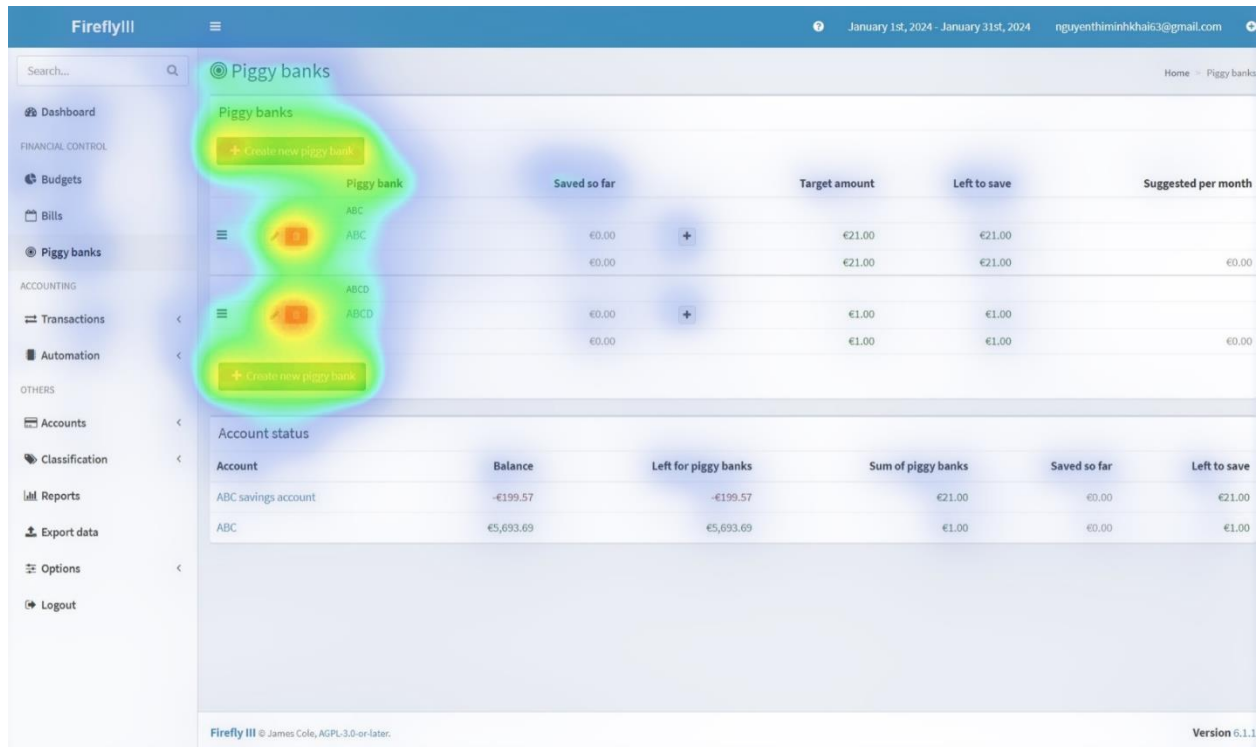 FireflyIII
January 1st, 2024 - January 31st, 2024 nguyenthiminhkhai63@gmail.com
Search...
Piggy banks
Home > Piggy banks
Dashboard
Piggy banks
FINANCIAL CONTROL
Create new piggy bank
Budgets
Piggy bank Saved so far Target amount Left to save Suggested per month
Bills
ABC
ABC €0.00 €21.00 €21.00
Piggy banks
€0.00 €21.00 €21.00 €0.00
ACCOUNTING
ABCD
Transactions
ABCD €0.00 €1.00 €1.00
€0.00 €1.00 €1.00 €0.00
Automation
Create new piggy bank
OTHERS
Accounts
Account status
Classification
Account Balance Left for piggy banks Sum of piggy banks Saved so far Left to save
Reports
ABC savings account -€199.57 -€199.57 €21.00 €0.00 €21.00
Export data
ABC €5,693.69 €5,693.69 €1.00 €0.00 €1.00
Options
Logout
Firefly III © James Cole, AGPL-3.0-or-later.
Version 6.1.1